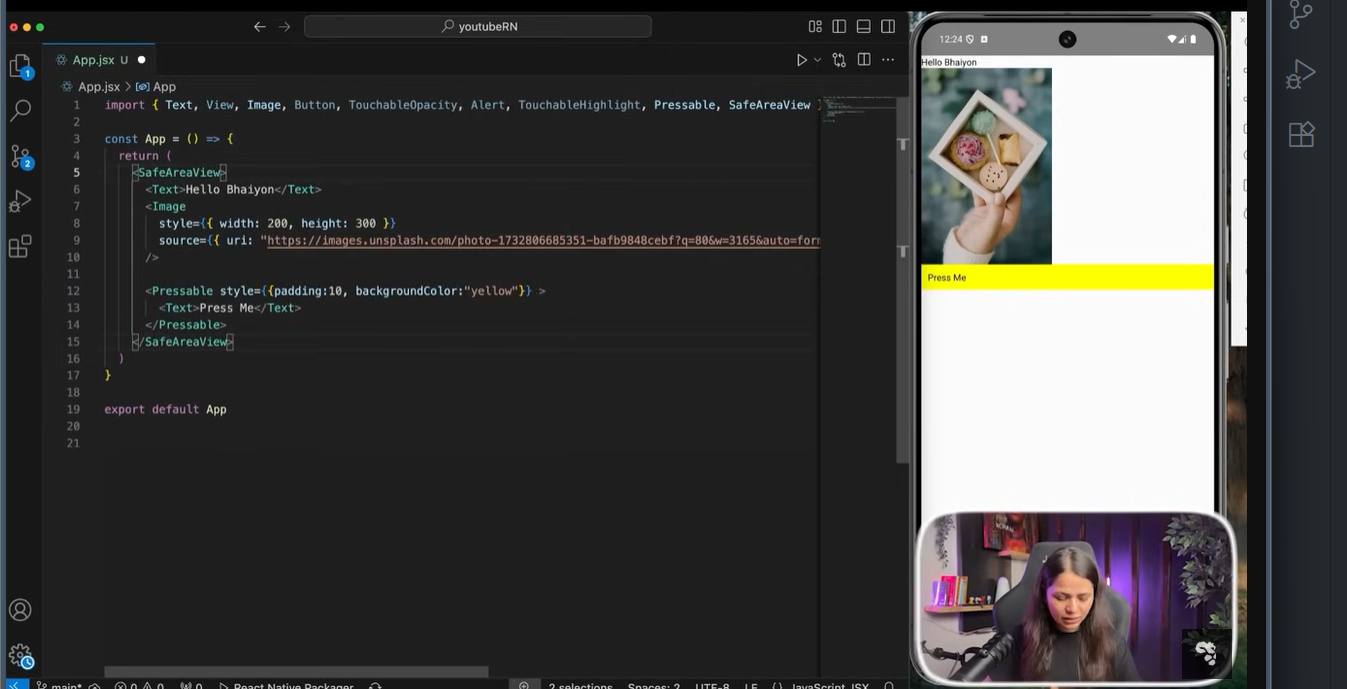 youtubeRN
App.jsx U
App.jsx > App
1 import { Text, View, Image, Button, TouchableOpacity, Alert, TouchableHighlight, Pressable, SafeAreaView }
2
3 const App = () => {
4 return (
5 <SafeAreaView>
6 <Text>Hello Bhaiyon</Text>
7 <Image
8 style={{ width: 200, height: 300 }}
9 source={{ uri: "https://images.unsplash.com/photo-1732806685351-bafb9848cebf?q=80&w=3165&auto=form
10 />
11
12 <Pressable style={{padding:10, backgroundColor:"yellow"}} >
13 <Text>Press Me</Text>
14 </Pressable>
15 </SafeAreaView>
16 )
17 }
18
19 export default App
20
21
1
2
main* 0 0 0 React Native Packager 2 selections Spaces: 2 UTF-8 LF {} JavaScript JSX
12:24
Hello Bhaiyon
Press Me